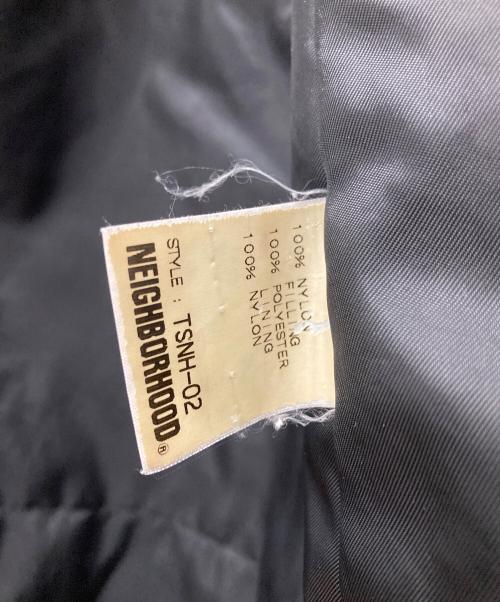 100% NYLON
FILLING
100% POLYESTER
LINING
100% NYLON
STYLE : TSNH-02
NEIGHBORHOOD®